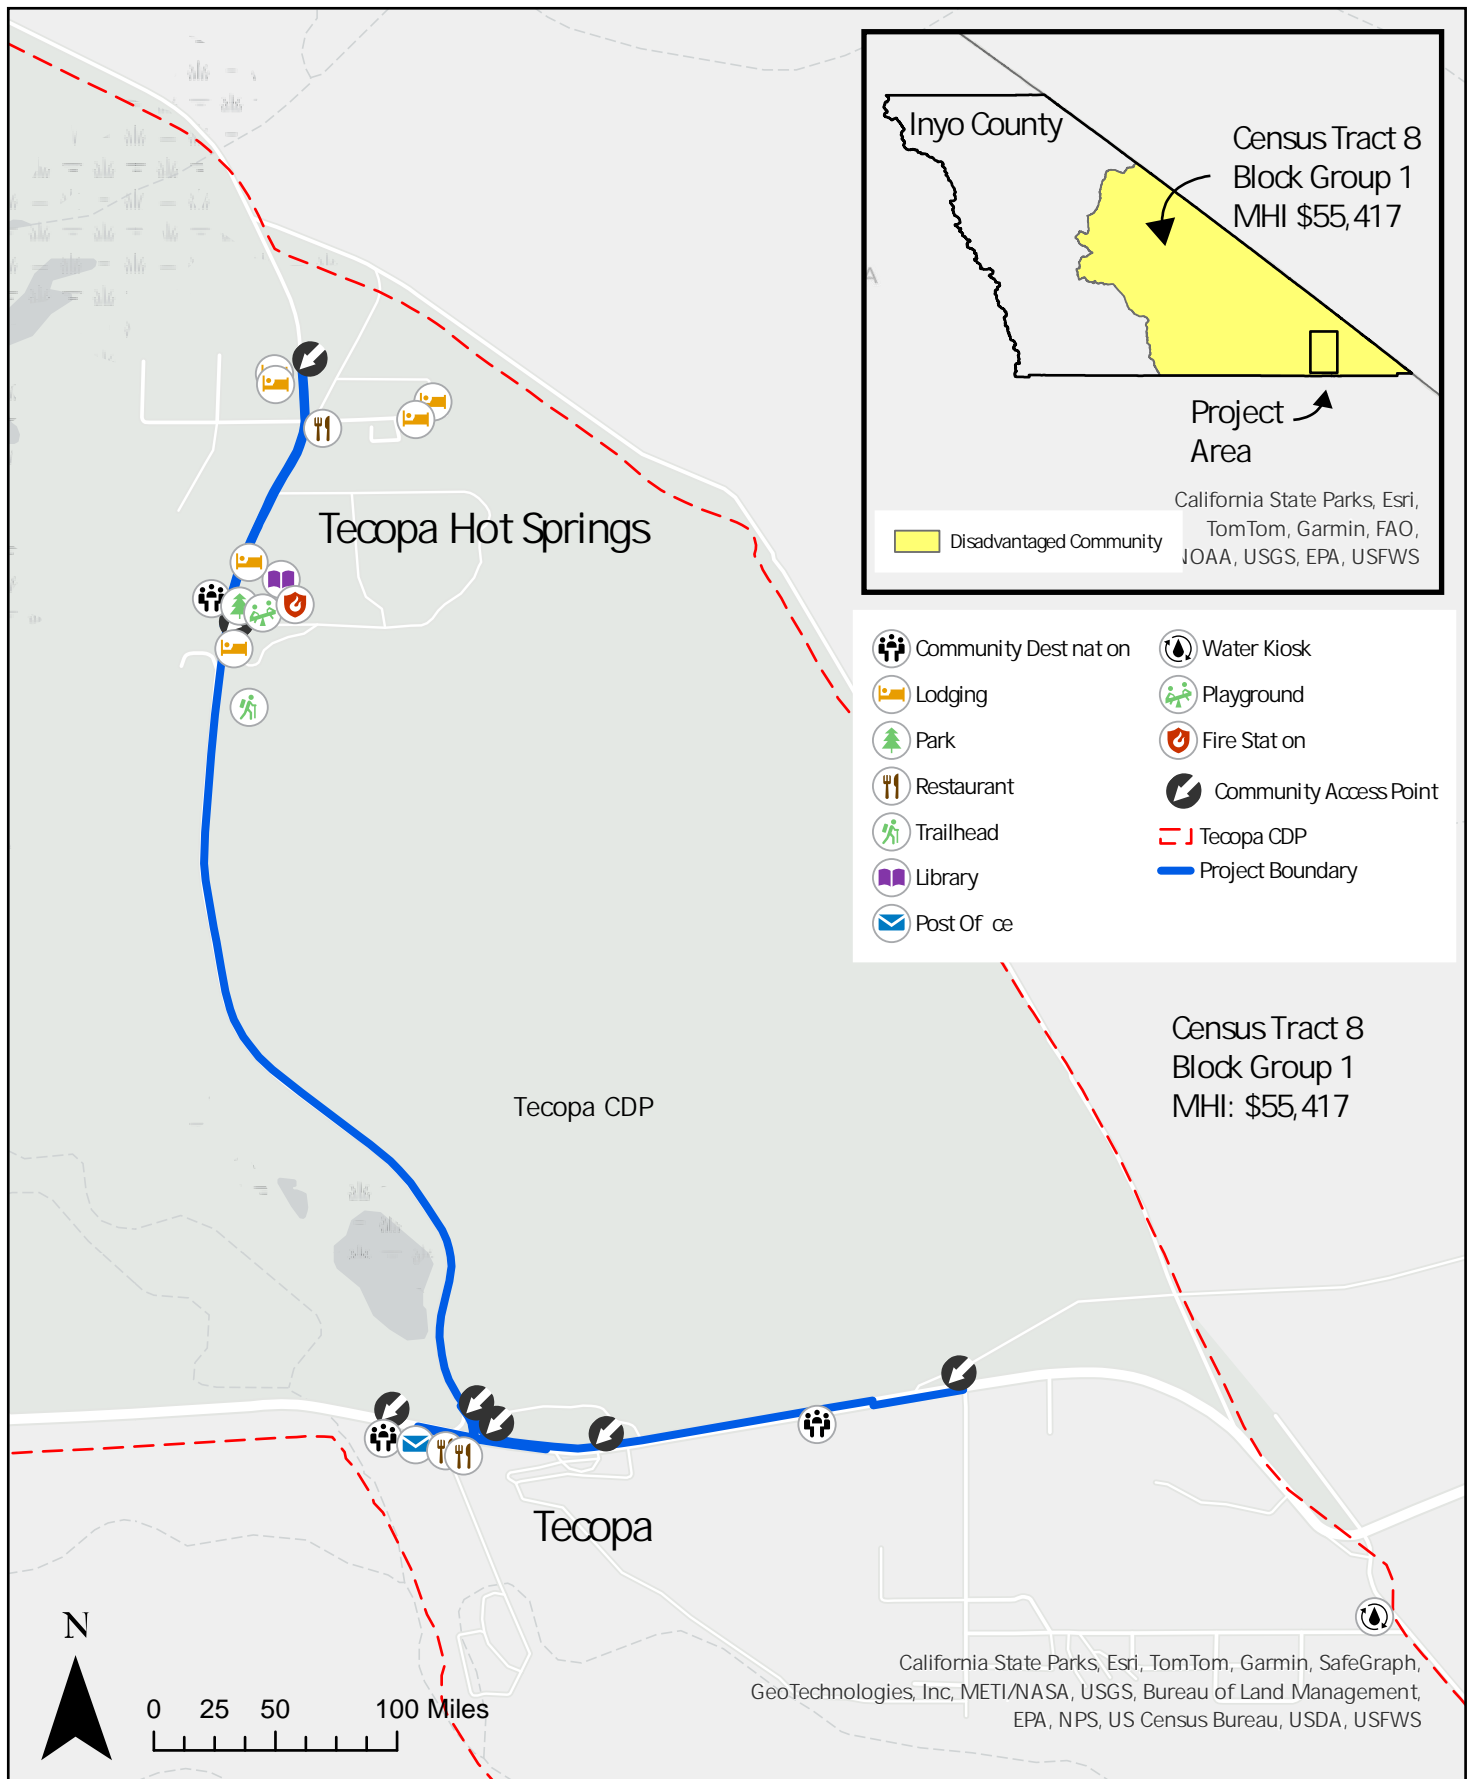 Inyo County
Census Tract 8
Block Group 1
MHI $55,417
Project
Area
California State Parks, Esri,
TomTom, Garmin, FAO,
NOAA, USGS, EPA, USFWS
Disadvantaged Community
A
Tecopa Hot Springs
Community Dest nat on
Lodging
Park
Restaurant
Trailhead
Library
Post Of ce
Water Kiosk
Playground
Fire Stat on
Community Access Point
Tecopa CDP
Project Boundary
Census Tract 8
Block Group 1
MHI: $55,417
Tecopa CDP
Tecopa
N
0 25 50 100 Miles
California State Parks, Esri, TomTom, Garmin, SafeGraph,
GeoTechnologies, Inc, METI/NASA, USGS, Bureau of Land Management,
EPA, NPS, US Census Bureau, USDA, USFWS